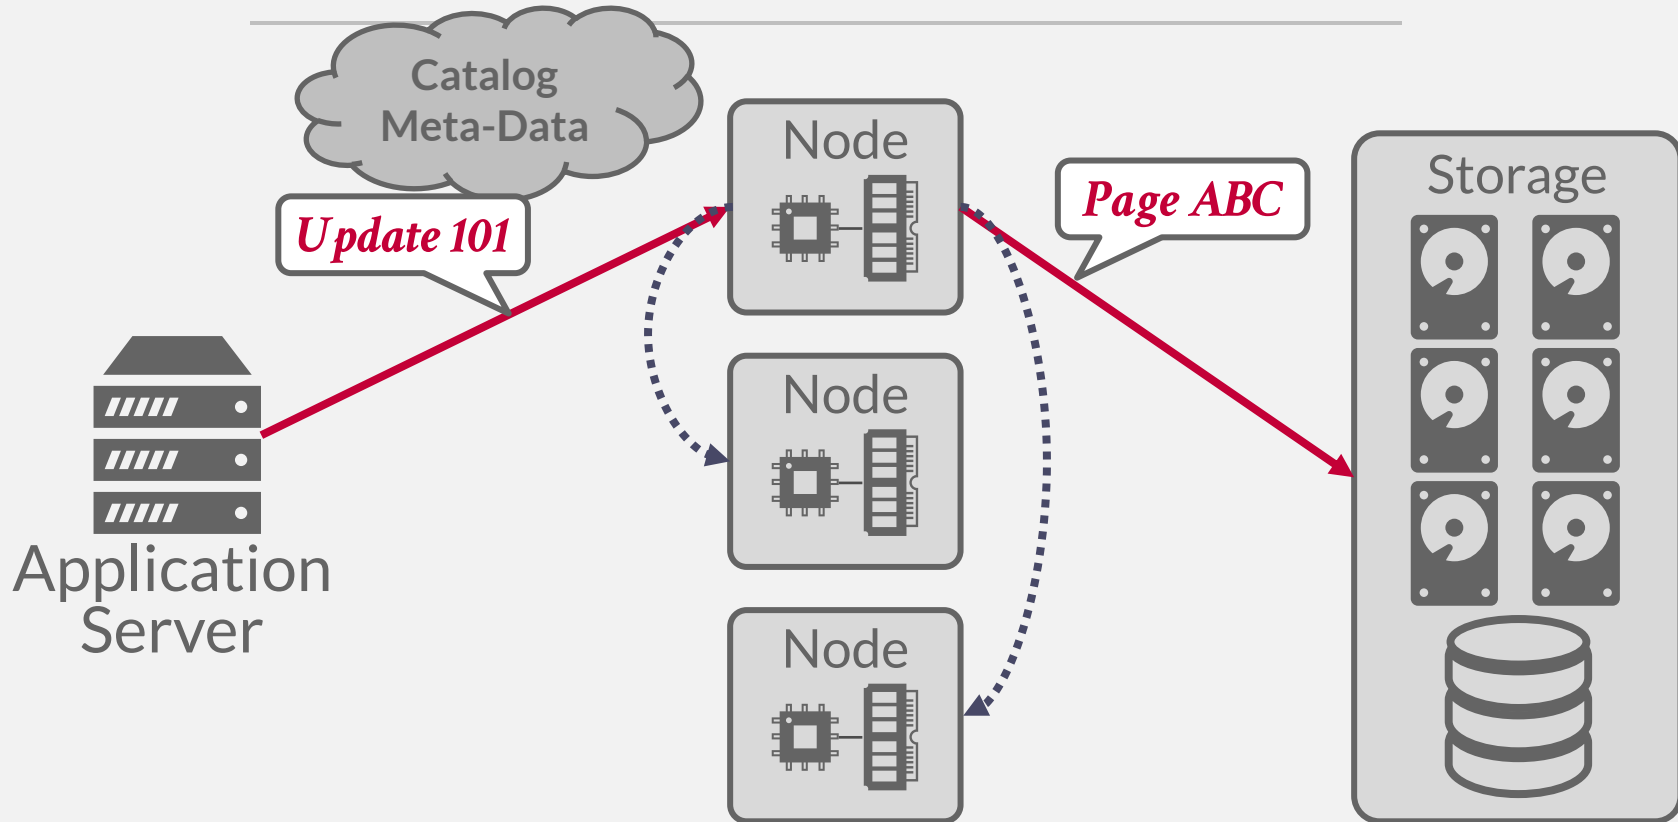 Catalog
Meta-Data
Update 101
Node
Page ABC
Storage
Node
Application
Server
Node